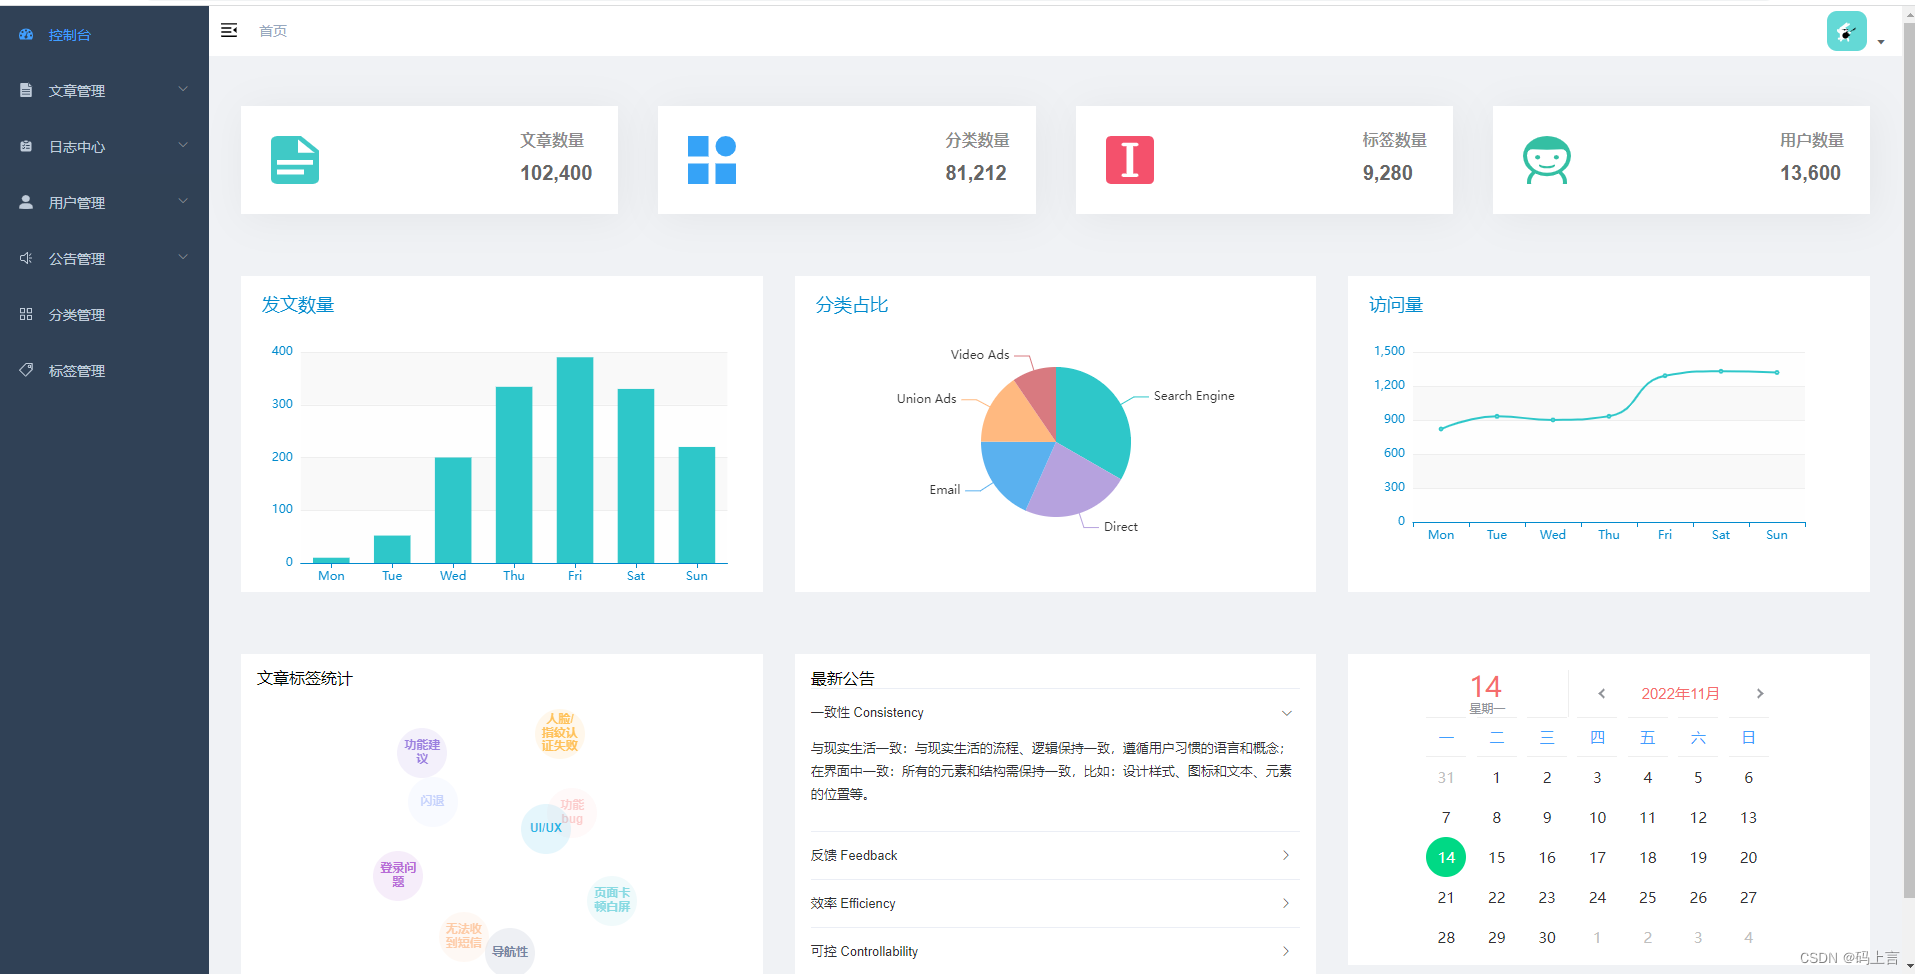 控制台
文章管理
日志中心
用户管理
公告管理
分类管理
标签管理
首页
文章数量
102,400
分类数量
81,212
标签数量
9,280
用户数量
13,600
发文数量
400
300
200
100
0
Mon Tue Wed Thu Fri Sat Sun
分类占比
Video Ads
Union Ads
Search Engine
Email
Direct
访问量
1,500
1,200
900
600
300
0
Mon Tue Wed Thu Fri Sat Sun
文章标签统计
人脸/
指纹认
证失败
功能建
议
闪退
功能
bug
UI/UX
登录问
题
页面卡
顿白屏
无法收
到短信
导航性
最新公告
一致性 Consistency
与现实生活一致：与现实生活的流程、逻辑保持一致，遵循用户习惯的语言和概念；
在界面中一致：所有的元素和结构需保持一致，比如：设计样式、图标和文本、元素
的位置等。
反馈 Feedback
效率 Efficiency
可控 Controllability
14
星期一
2022年11月
一 二 三 四 五 六 日
31 1 2 3 4 5 6
7 8 9 10 11 12 13
14 15 16 17 18 19 20
21 22 23 24 25 26 27
28 29 30 1 2 3 4
CSDN @码上言